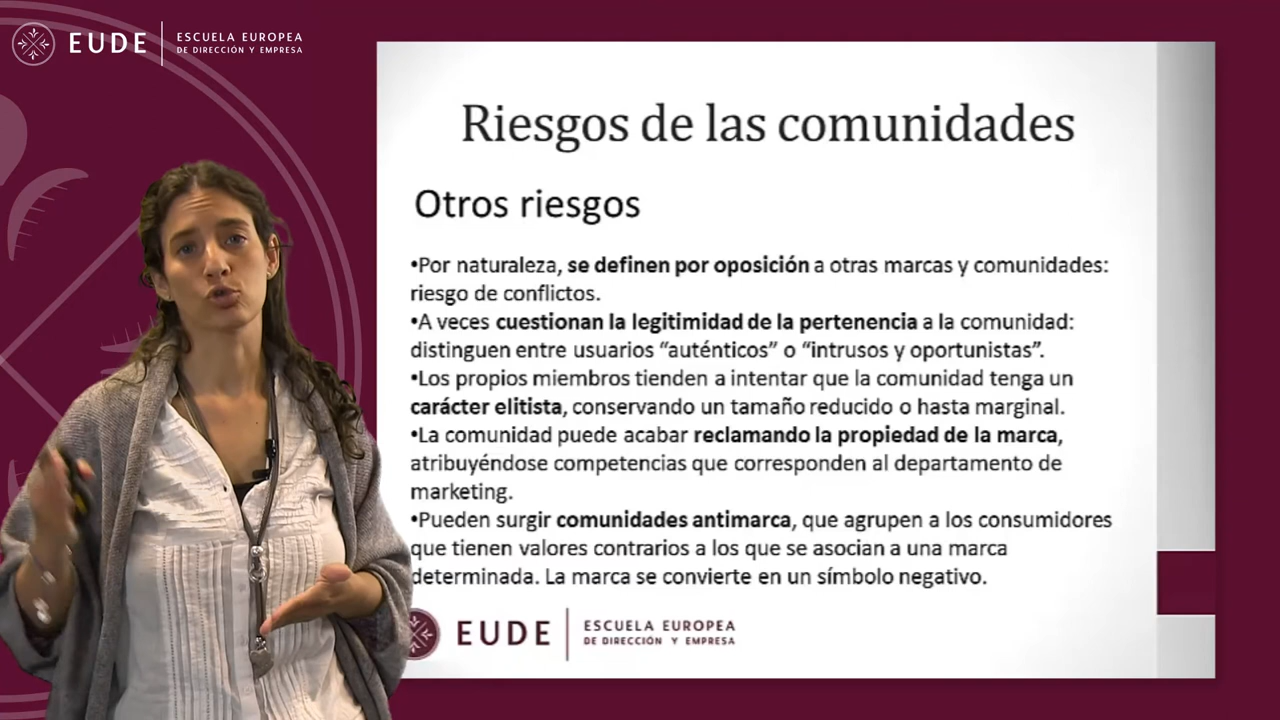 EUDE
ESCUELA EUROPEA
DE DIRECCIÓN Y EMPRESA
Riesgos de las comunidades
Otros riesgos
•Por naturaleza, se definen por oposición a otras marcas y comunidades:
riesgo de conflictos.
•A veces cuestionan la legitimidad de la pertenencia a la comunidad:
distinguen entre usuarios “auténticos” o “intrusos y oportunistas”.
•Los propios miembros tienden a intentar que la comunidad tenga un
carácter elitista, conservando un tamaño reducido o hasta marginal.
•La comunidad puede acabar reclamando la propiedad de la marca,
atribuyéndose competencias que corresponden al departamento de
marketing.
•Pueden surgir comunidades antimarca, que agrupen a los consumidores
que tienen valores contrarios a los que se asocian a una marca
determinada. La marca se convierte en un símbolo negativo.
EUDE
ESCUELA EUROPEA
DE DIRECCIÓN Y EMPRESA